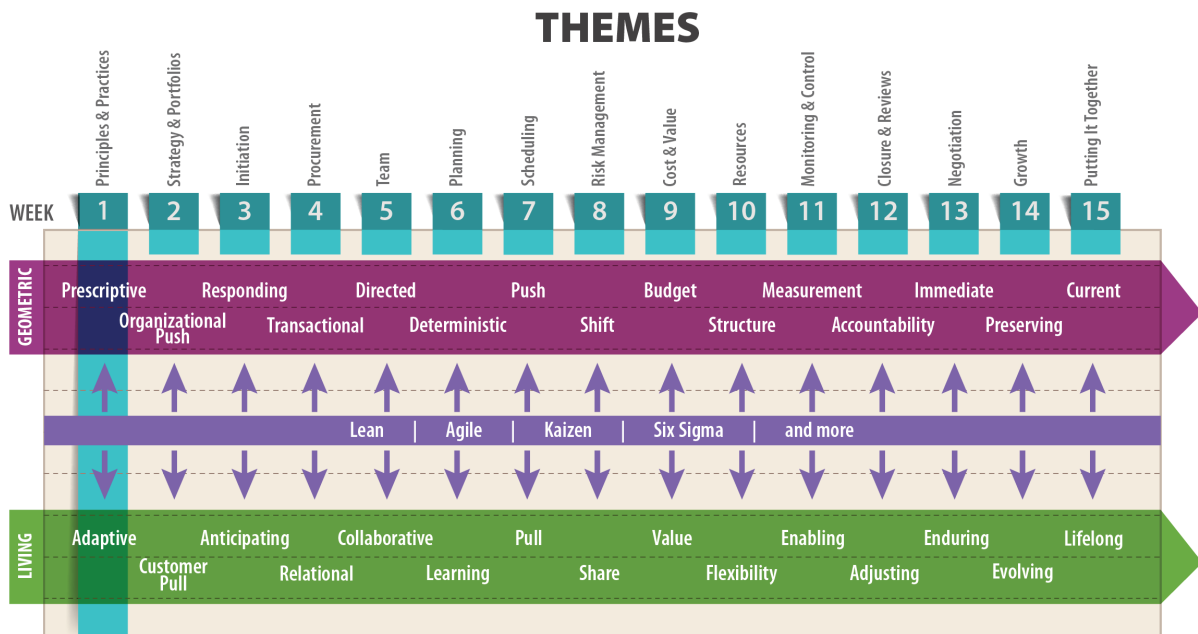 THEMES
Principles & Practices
Strategy & Portfolios
Initiation
Procurement
Team
Planning
Scheduling
Risk Management
Cost & Value
Resources
Monitoring & Control
Closure & Reviews
Negotiation
Growth
Putting It Together
WEEK 1 2 3 4 5 6 7 8 9 10 11 12 13 14 15
GEOMETRIC
Prescriptive Responding Directed Push Budget Measurement Immediate Current
Organizational
Push
Transactional Deterministic Shift Structure Accountability Preserving
Lean | Agile | Kaizen | Six Sigma | and more
LIVING
Adaptive Anticipating Collaborative Pull Value Enabling Enduring Lifelong
Customer
Pull
Relational Learning Share Flexibility Adjusting Evolving